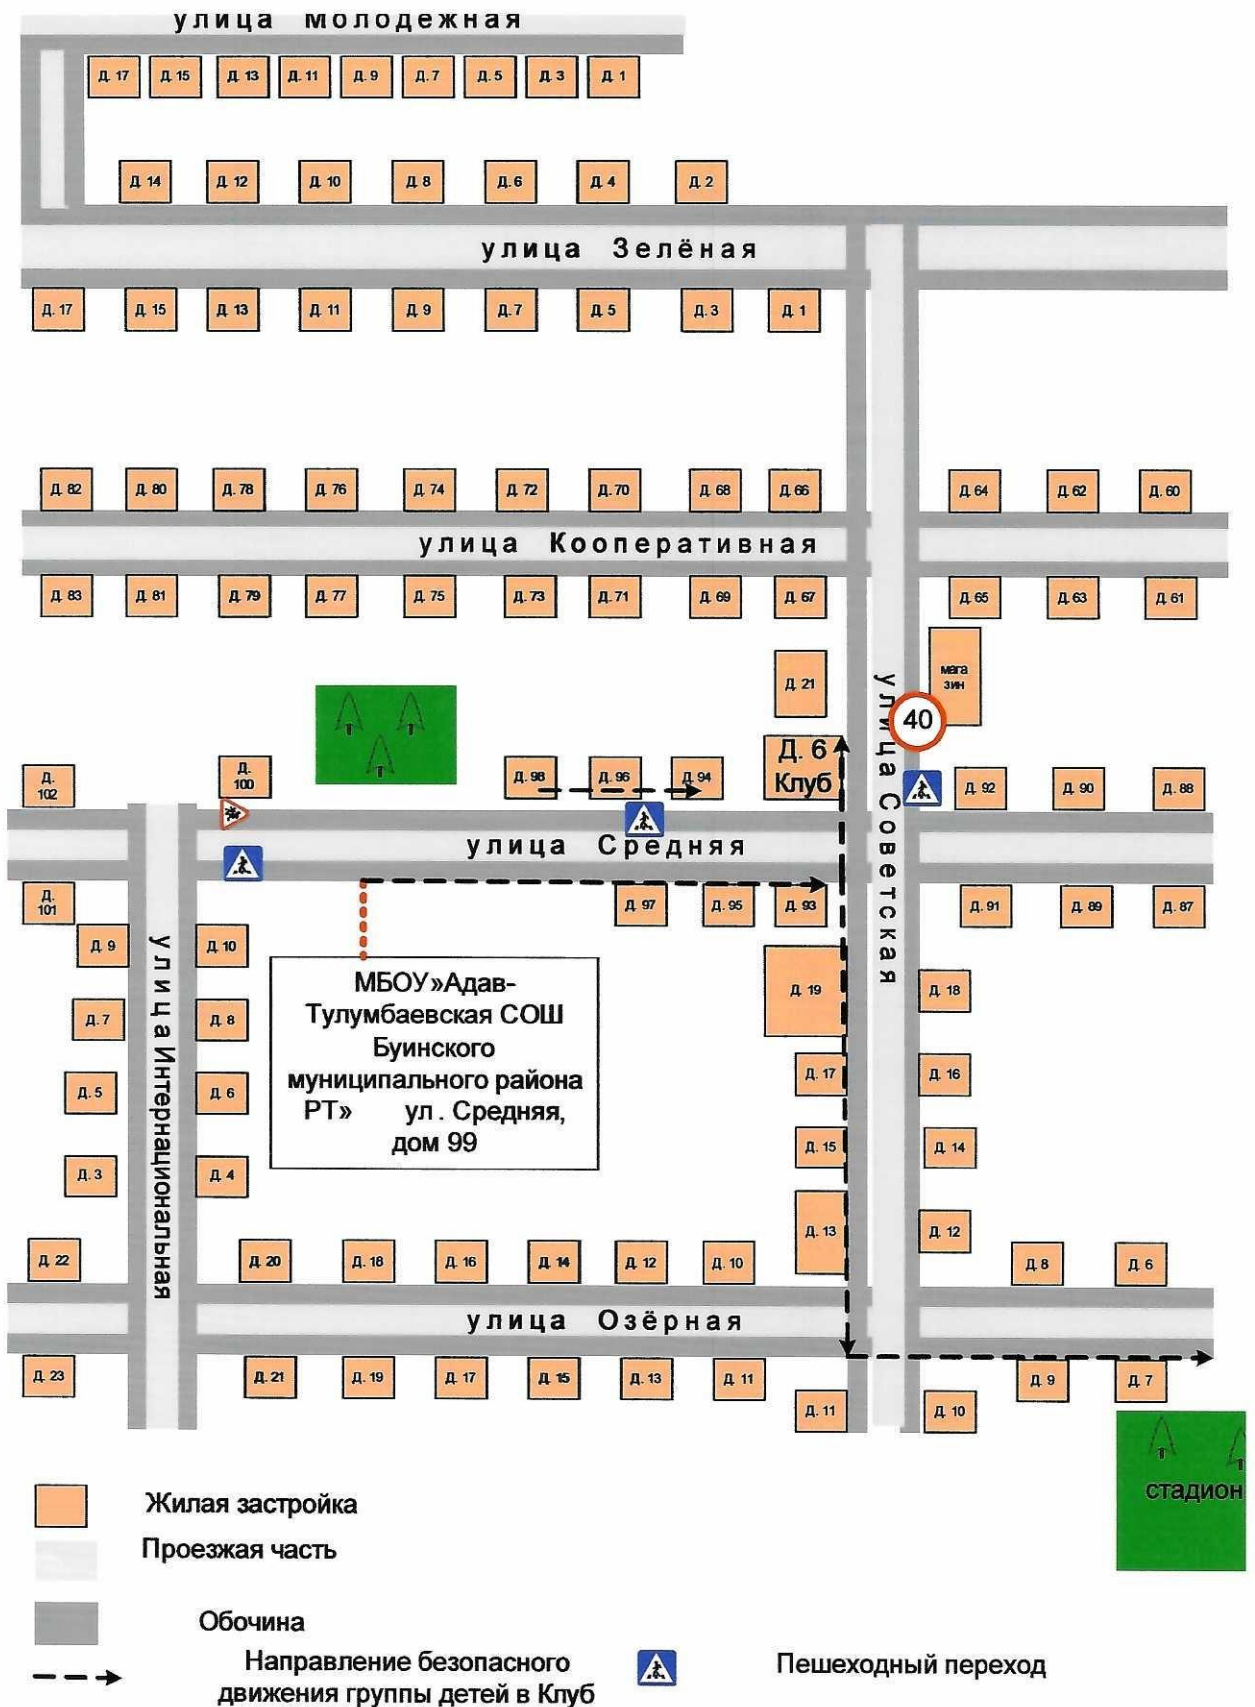 улица Молодежная
Д. 17 Д. 15 Д. 13 Д. 11 Д. 9 Д. 7 Д. 5 Д. 3 Д. 1
Д. 14 Д. 12 Д. 10 Д. 8 Д. 6 Д. 4 Д. 2
улица Зелёная
Д. 17 Д. 15 Д. 13 Д. 11 Д. 9 Д. 7 Д. 5 Д. 3 Д. 1
Д. 82 Д. 80 Д. 78 Д. 76 Д. 74 Д. 72 Д. 70 Д. 68 Д. 66 Д. 64 Д. 62 Д. 60
улица Кооперативная
Д. 83 Д. 81 Д. 79 Д. 77 Д. 75 Д. 73 Д. 71 Д. 69 Д. 67 Д. 65 Д. 63 Д. 61
Д. 21
мага
зин
улица Советская
40
Д. 6
Клуб
Д.
102
Д.
100
Д. 98 Д. 96 Д. 94 Д. 92 Д. 90 Д. 88
улица Средняя
Д.
101
Д. 97 Д. 95 Д. 93 Д. 91 Д. 89 Д. 87
Д. 9 Д. 10
улица Интернациональная
МБОУ»Адав-
Тулумбаевская СОШ
Буинского
муниципального района
РТ» ул . Средняя,
дом 99
Д. 19 Д. 18
Д. 7 Д. 8
Д. 17 Д. 16
Д. 5 Д. 6
Д. 15 Д. 14
Д. 3 Д. 4
Д. 13 Д. 12
Д. 22 Д. 20 Д. 18 Д. 16 Д. 14 Д. 12 Д. 10 Д. 8 Д. 6
улица Озёрная
Д. 23 Д. 21 Д. 19 Д. 17 Д. 15 Д. 13 Д. 11 Д. 9 Д. 7
Д. 11 Д. 10
стадион
Жилая застройка
Проезжая часть
Обочина
Направление безопасного
движения группы детей в Клуб
Пешеходный переход